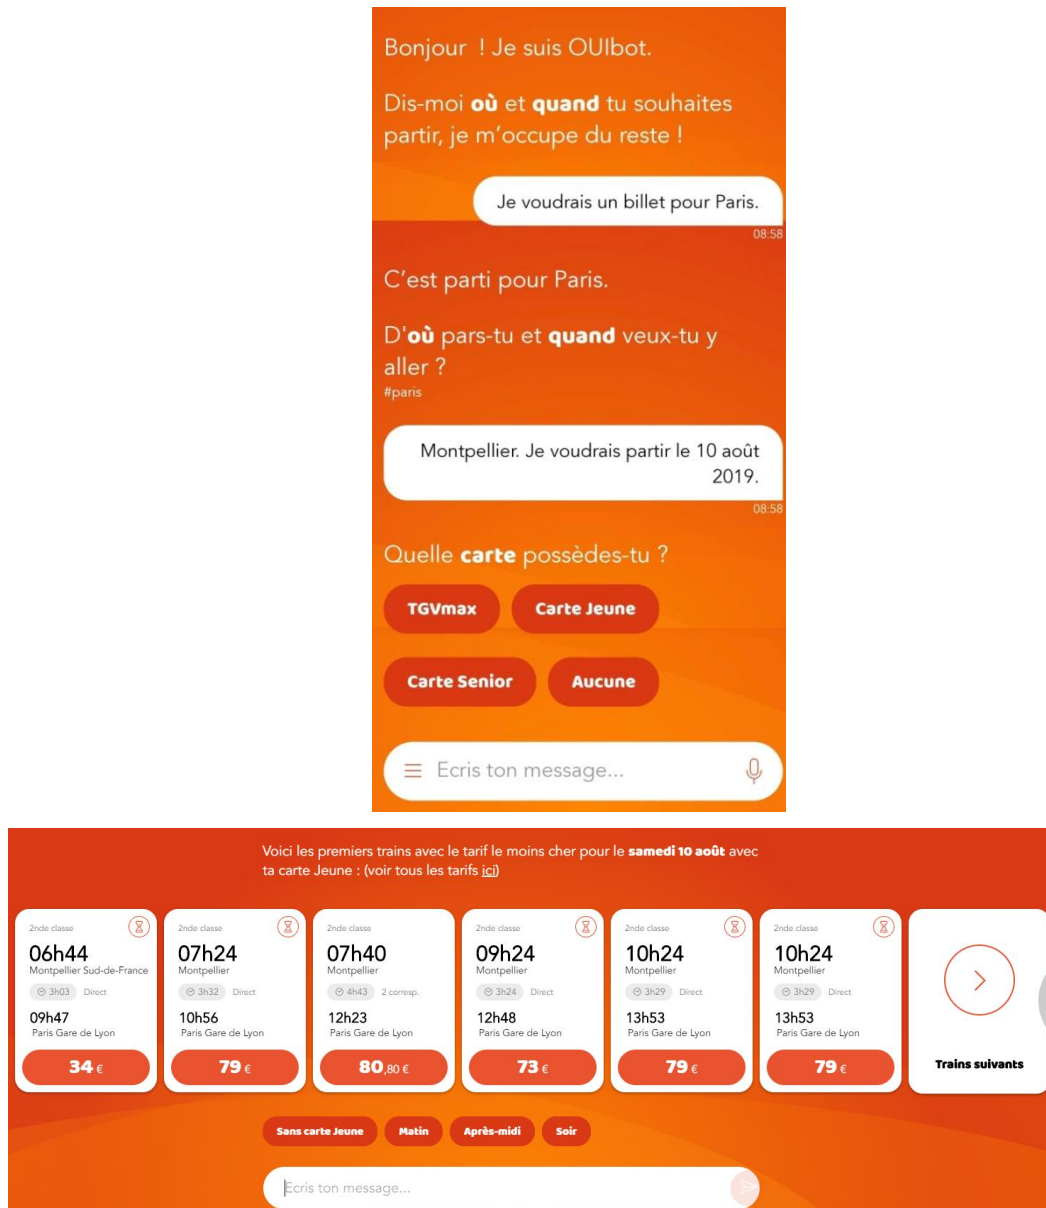 Bonjour ! Je suis OUIbot.
Dis-moi où et quand tu souhaites
partir, je m'occupe du reste !
Je voudrais un billet pour Paris.
08:58
C'est parti pour Paris.
D'où pars-tu et quand veux-tu y
aller ?
#paris
Montpellier. Je voudrais partir le 10 août
2019.
08:58
Quelle carte possèdes-tu ?
TGVmax Carte Jeune
Carte Senior Aucune
Ecris ton message...
Voici les premiers trains avec le tarif le moins cher pour le samedi 10 août avec
ta carte Jeune : (voir tous les tarifs ici)
2nde classe
06h44
Montpellier Sud-de-France
3h03 Direct
09h47
Paris Gare de Lyon
34 €
2nde classe
07h24
Montpellier
3h32 Direct
10h56
Paris Gare de Lyon
79 €
2nde classe
07h40
Montpellier
4h43 2 corresp.
12h23
Paris Gare de Lyon
80,80 €
2nde classe
09h24
Montpellier
3h24 Direct
12h48
Paris Gare de Lyon
73 €
2nde classe
10h24
Montpellier
3h29 Direct
13h53
Paris Gare de Lyon
79 €
2nde classe
10h24
Montpellier
3h29 Direct
13h53
Paris Gare de Lyon
79 €
Trains suivants
Sans carte Jeune Matin Après-midi Soir
Ecris ton message...